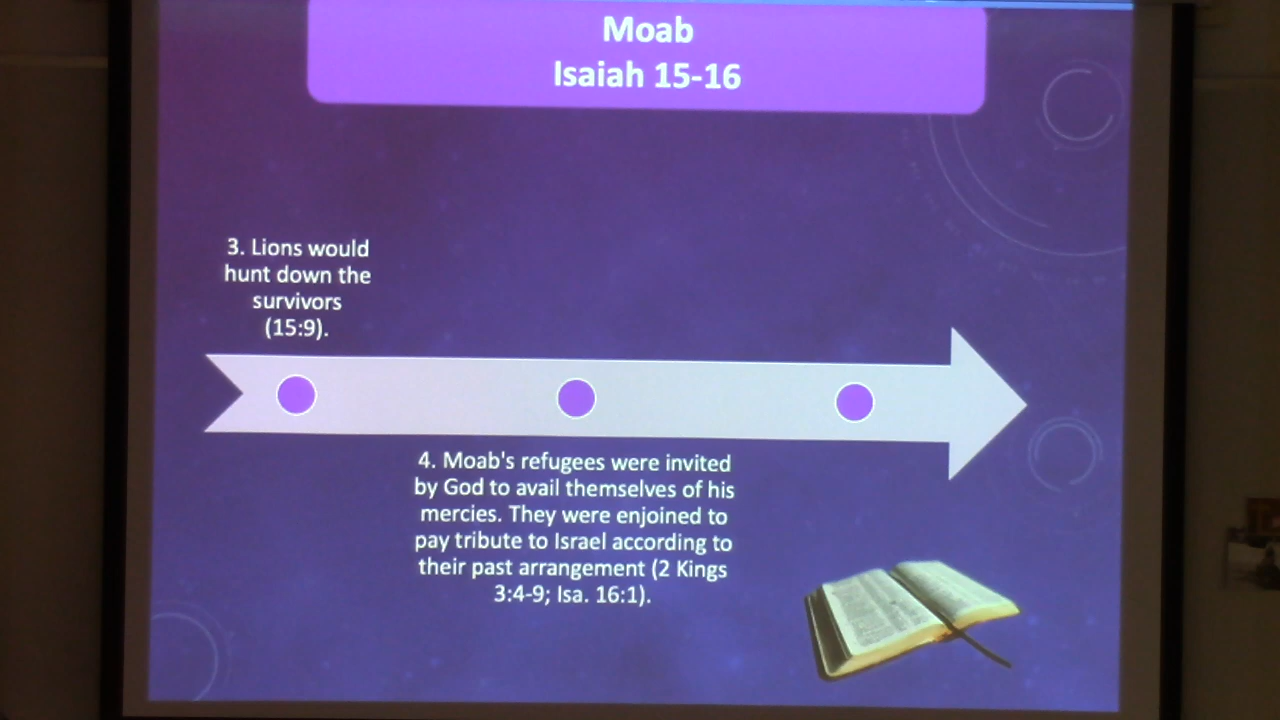 Moab
Isaiah 15-16
3. Lions would
hunt down the
survivors
(15:9).
4. Moab's refugees were invited
by God to avail themselves of his
mercies. They were enjoined to
pay tribute to Israel according to
their past arrangement (2 Kings
3:4-9; Isa. 16:1).